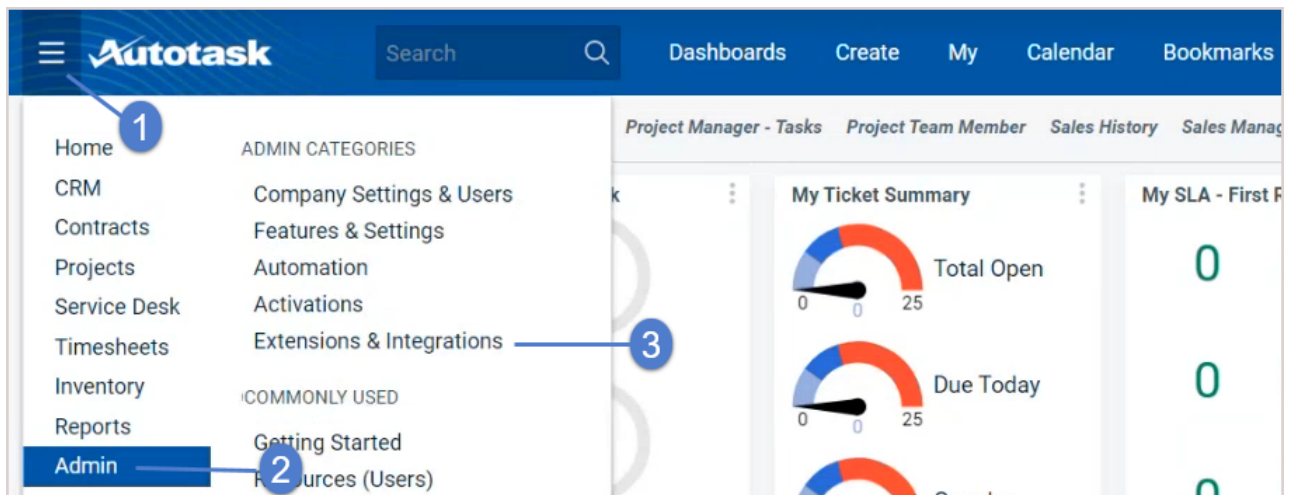 Autotask Search Dashboards Create My Calendar Bookmarks
1
Project Manager - Tasks Project Team Member Sales History Sales
Home
CRM
Contracts
Projects
Service Desk
Timesheets
Inventory
Reports
Admin
2
ADMIN CATEGORIES
Company Settings & Users
Features & Settings
Automation
Activations
Extensions & Integrations
3
COMMONLY USED
Getting Started
(Users)
k
My Ticket Summary
Total Open
0 0 25
Due Today
0 0 25
My SLA - First
0
0